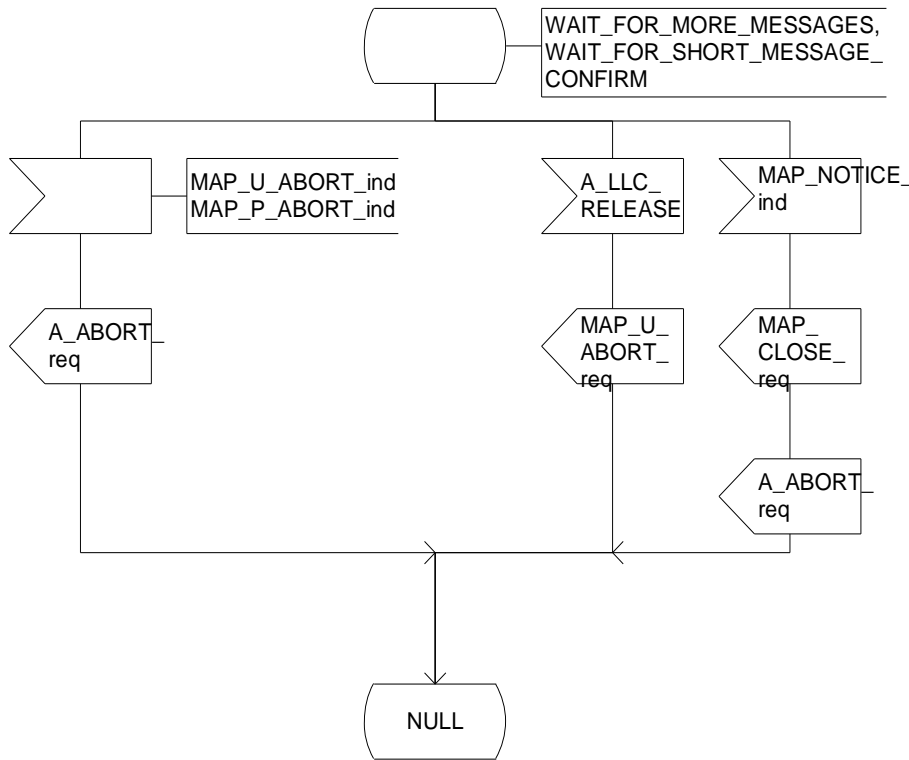 WAIT_FOR_MORE_MESSAGES,
WAIT_FOR_SHORT_MESSAGE_
CONFIRM
MAP_U_ABORT_ind
MAP_P_ABORT_ind
A_LLC_
RELEASE
MAP_NOTICE_
ind
A_ABORT_
req
MAP_U_
ABORT_
req
MAP_
CLOSE_
req
A_ABORT_
req
NULL